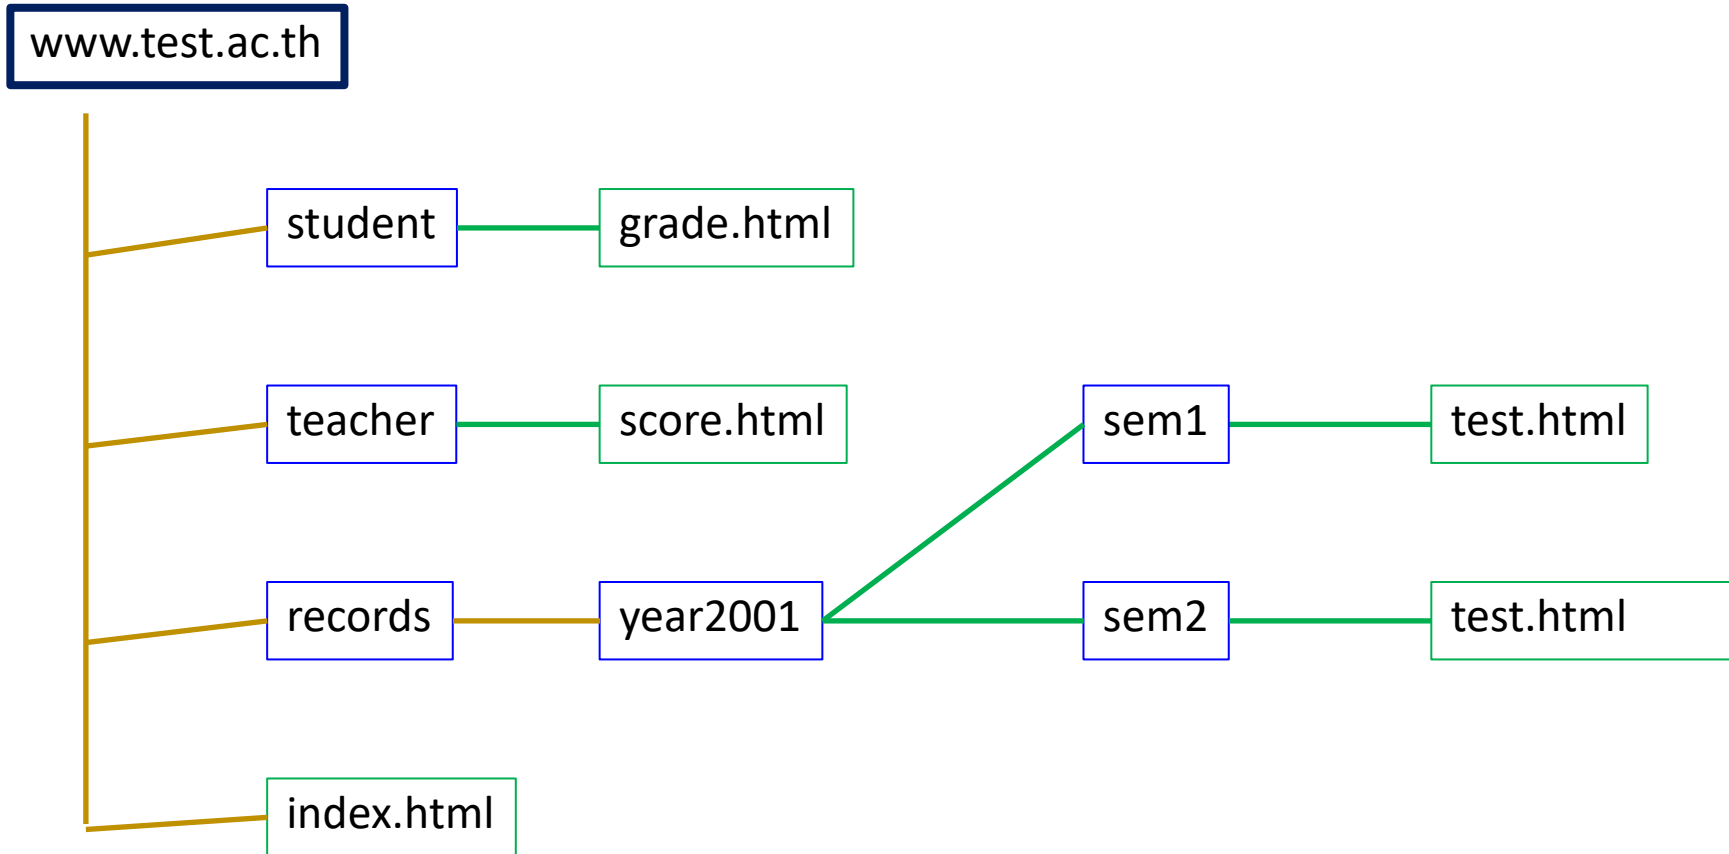 www.test.ac.th
student
grade.html
teacher
score.html
sem1
test.html
records
year2001
sem2
test.html
index.html